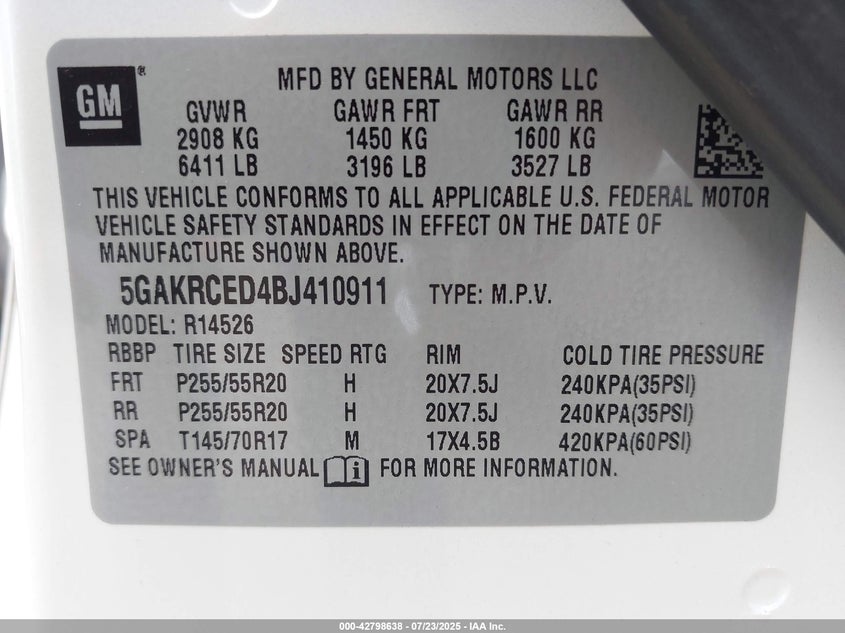 GM®
MFD BY GENERAL MOTORS LLC
GVWR GAWR FRT GAWR RR
2908 KG 1450 KG 1600 KG
6411 LB 3196 LB 3527 LB
THIS VEHICLE CONFORMS TO ALL APPLICABLE U.S. FEDERAL MOTOR
VEHICLE SAFETY STANDARDS IN EFFECT ON THE DATE OF
MANUFACTURE SHOWN ABOVE.
5GAKRCED4BJ410911 TYPE: M.P.V.
MODEL: R14526
RBBP TIRE SIZE SPEED RTG RIM COLD TIRE PRESSURE
FRT P255/55R20 H 20X7.5J 240KPA(35PSI)
RR P255/55R20 H 20X7.5J 240KPA(35PSI)
SPA T145/70R17 M 17X4.5B 420KPA(60PSI)
SEE OWNER'S MANUAL i FOR MORE INFORMATION.
000-42798638 - 07/23/2025 - IAA Inc.